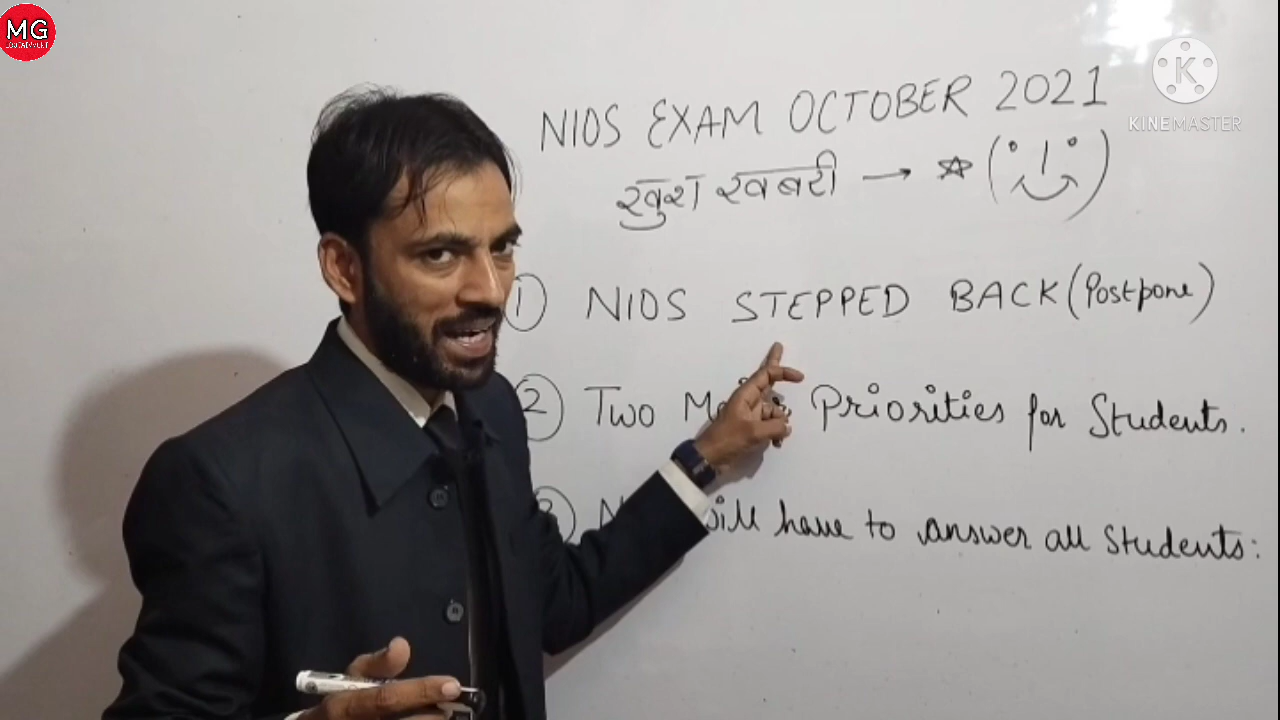 MG
KINEMASTER
NIOS EXAM OCTOBER 2021
खुश खबरी →
1 NIOS STEPPED BACK (Postpone)
2 Two Priorities for Students.
will have to answer all Students: